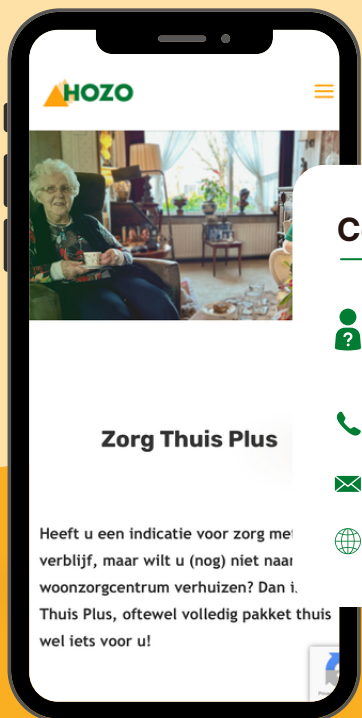 HOZO
Zorg Thuis Plus
Heeft u een indicatie voor zorg met
verblijf, maar wilt u (nog) niet naar
woonzorgcentrum verhuizen? Dan i
Thuis Plus, oftewel volledig pakket thuis
wel iets voor u!
C
?